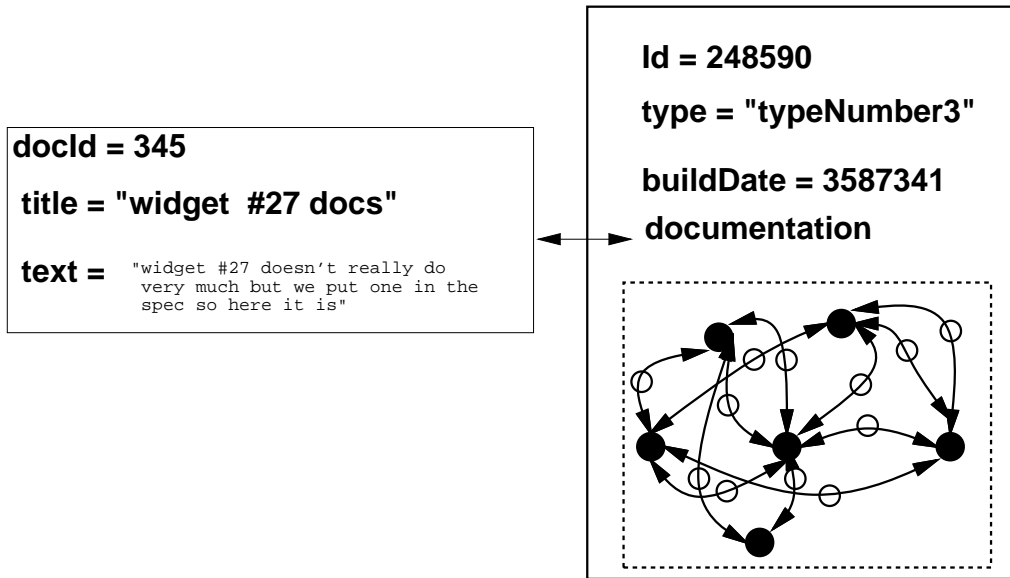 docId = 345
title = "widget #27 docs"
text =
"widget #27 doesn't really do
very much but we put one in the
spec so here it is"
Id = 248590
type = "typeNumber3"
buildDate = 3587341
documentation